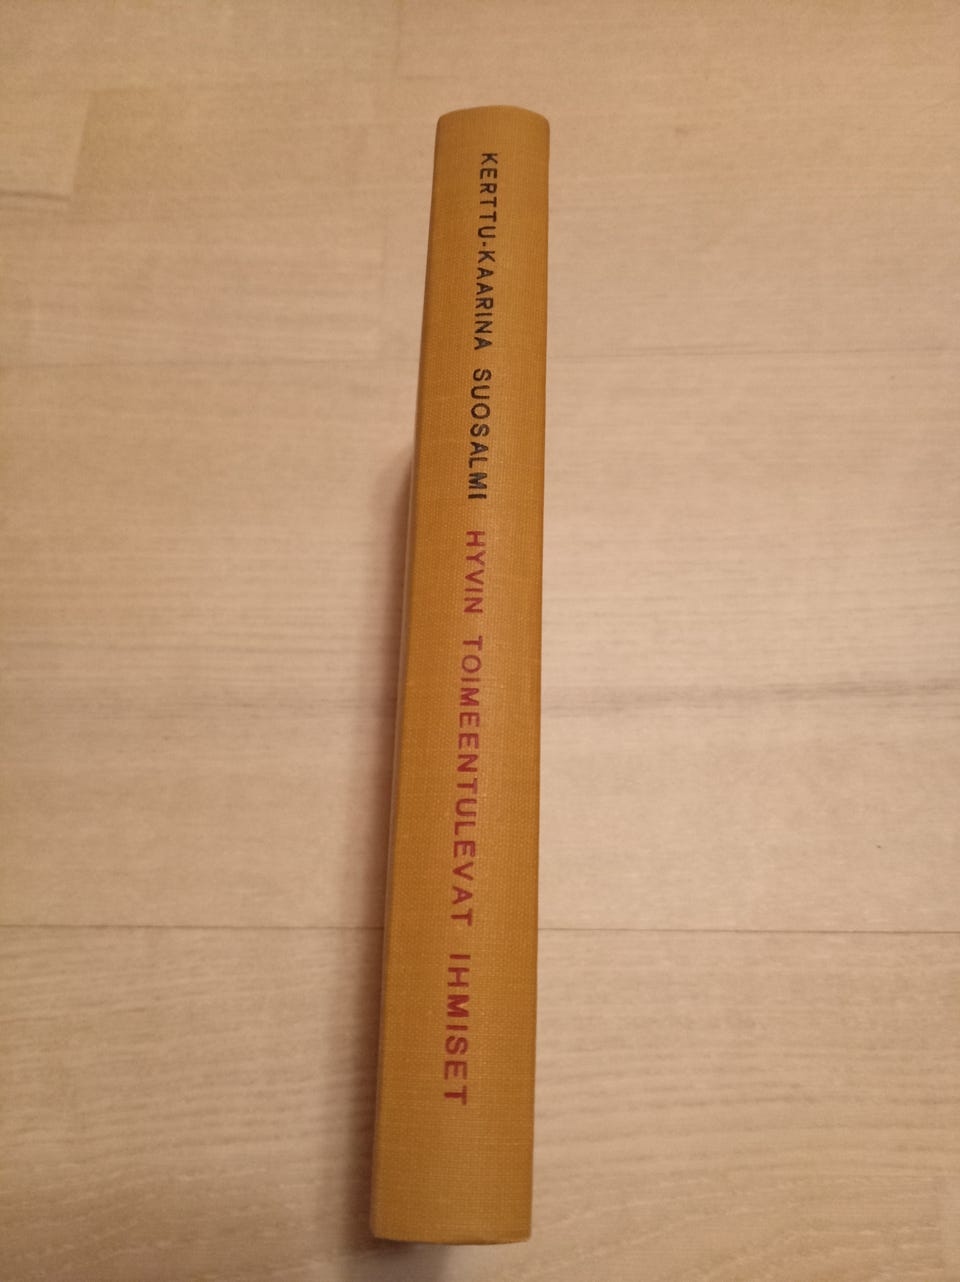 KERTTU-KAARINA SUOSALMI HYVIN TOIMEENTULEVAT IHMISET